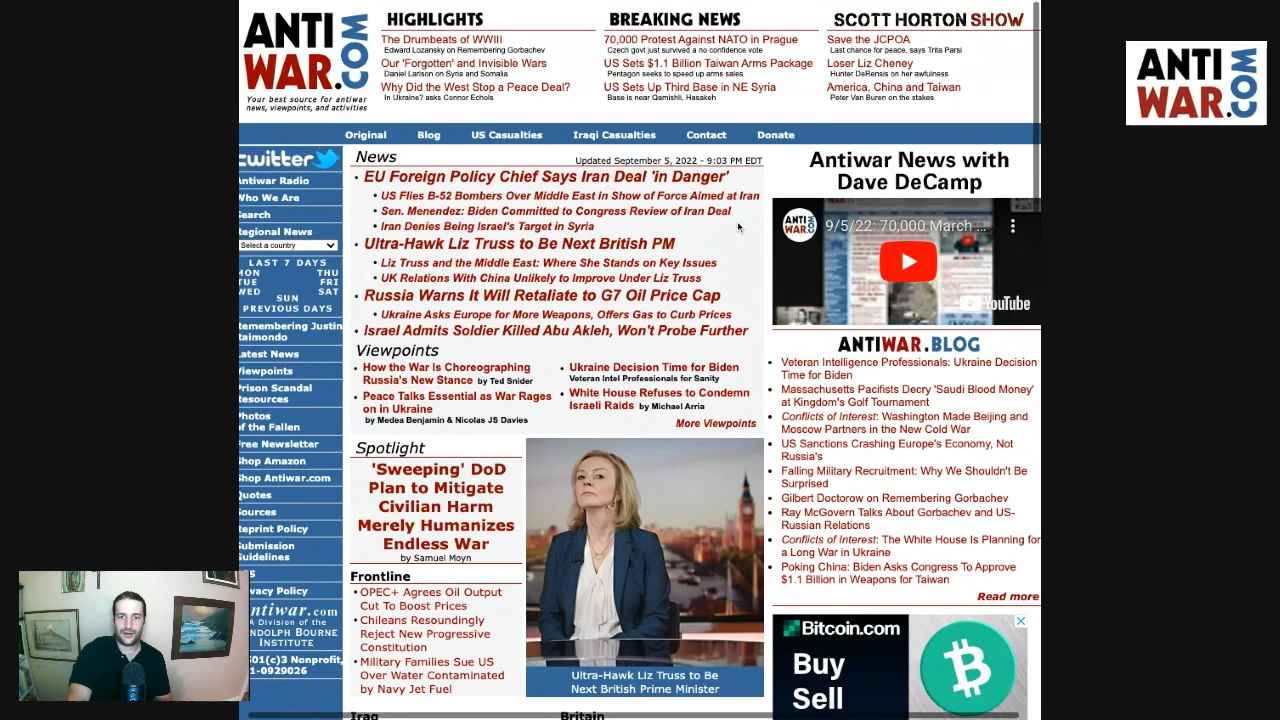 ANTI
WAR.COM
Your best source for antiwar
news, viewpoints, and activities
HIGHLIGHTS
The Drumbeats of WWIII
Edward Lozansky on Remembering Gorbachev
Our 'Forgotten' and Invisible Wars
Daniel Larison on Syria and Somalia
Why Did the West Stop a Peace Deal?
In Ukraine? asks Connor Echols
BREAKING NEWS
70,000 Protest Against NATO in Prague
Czech govt just survived a no confidence vote
US Sets $1.1 Billion Taiwan Arms Package
Pentagon seeks to speed up arms sales
US Sets Up Third Base in NE Syria
Base is near Qamishli, Hasakeh
SCOTT HORTON SHOW
Save the JCPOA
Last chance for peace, says Trita Parsi
Loser Liz Cheney
Hunter DeRensis on her awfulness
America, China and Taiwan
Peter Van Buren on the stakes
ANTI
WAR.COM
Original Blog US Casualties Iraqi Casualties Contact Donate
twitter
Antiwar Radio
Who We Are
Search
Regional News
Select a country
LAST 7 DAYS
MON THU
TUE FRI
WED SAT
SUN
PREVIOUS DAYS
Remembering Justin
Raimondo
Latest News
Viewpoints
Prison Scandal
Resources
Photos
of the Fallen
Free Newsletter
Shop Amazon
Shop Antiwar.com
Quotes
Sources
Reprint Policy
Submission
Guidelines
S
vacy Policy
ntiwar.com
A Division of the
NDOLPH BOURNE
INSTITUTE
501(c)3 Nonprofit,
1-0929026
News
Updated September 5, 2022 - 9:03 PM EDT
EU Foreign Policy Chief Says Iran Deal 'in Danger'
US Flies B-52 Bombers Over Middle East in Show of Force Aimed at Iran
Sen. Menendez: Biden Committed to Congress Review of Iran Deal
Iran Denies Being Israel's Target in Syria
Ultra-Hawk Liz Truss to Be Next British PM
Liz Truss and the Middle East: Where She Stands on Key Issues
UK Relations With China Unlikely to Improve Under Liz Truss
Russia Warns It Will Retaliate to G7 Oil Price Cap
Ukraine Asks Europe for More Weapons, Offers Gas to Curb Prices
Israel Admits Soldier Killed Abu Akleh, Won't Probe Further
Viewpoints
How the War Is Choreographing
Russia's New Stance by Ted Snider
Peace Talks Essential as War Rages
on in Ukraine
by Medea Benjamin & Nicolas JS Davies
Ukraine Decision Time for Biden
Veteran Intel Professionals for Sanity
White House Refuses to Condemn
Israeli Raids by Michael Arria
More Viewpoints
Spotlight
'Sweeping' DoD
Plan to Mitigate
Civilian Harm
Merely Humanizes
Endless War
by Samuel Moyn
Frontline
OPEC+ Agrees Oil Output
Cut To Boost Prices
Chileans Resoundingly
Reject New Progressive
Constitution
Military Families Sue US
Over Water Contaminated
by Navy Jet Fuel
Ultra-Hawk Liz Truss to Be
Next British Prime Minister
Iraq
Britain
Antiwar News with
Dave DeCamp
ANTI
WAR.COM
9/5/22: 70,000 March ...
YouTube
ANTIWAR.BLOG
Veteran Intelligence Professionals: Ukraine Decision
Time for Biden
Massachusetts Pacifists Decry 'Saudi Blood Money'
at Kingdom's Golf Tournament
Conflicts of Interest: Washington Made Beijing and
Moscow Partners in the New Cold War
US Sanctions Crashing Europe's Economy, Not
Russia's
Falling Military Recruitment: Why We Shouldn't Be
Surprised
Gilbert Doctorow on Remembering Gorbachev
Ray McGovern Talks About Gorbachev and US-
Russian Relations
Conflicts of Interest: The White House Is Planning for
a Long War in Ukraine
Poking China: Biden Asks Congress To Approve
$1.1 Billion in Weapons for Taiwan
Read more
Bitcoin.com
Buy
Sell